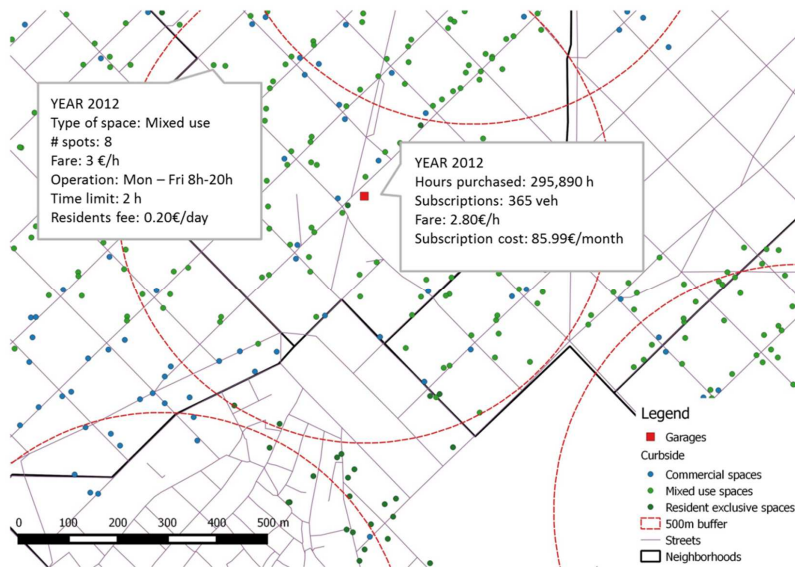 YEAR 2012
Type of space: Mixed use
# spots: 8
Fare: 3 €/h
Operation: Mon – Fri 8h-20h
Time limit: 2 h
Residents fee: 0.20€/day
YEAR 2012
Hours purchased: 295,890 h
Subscriptions: 365 veh
Fare: 2.80€/h
Subscription cost: 85.99€/month
Legend
Garages
Curbside
Commercial spaces
Mixed use spaces
Resident exclusive spaces
500m buffer
Streets
Neighborhoods
0 100 200 300 400 500 m